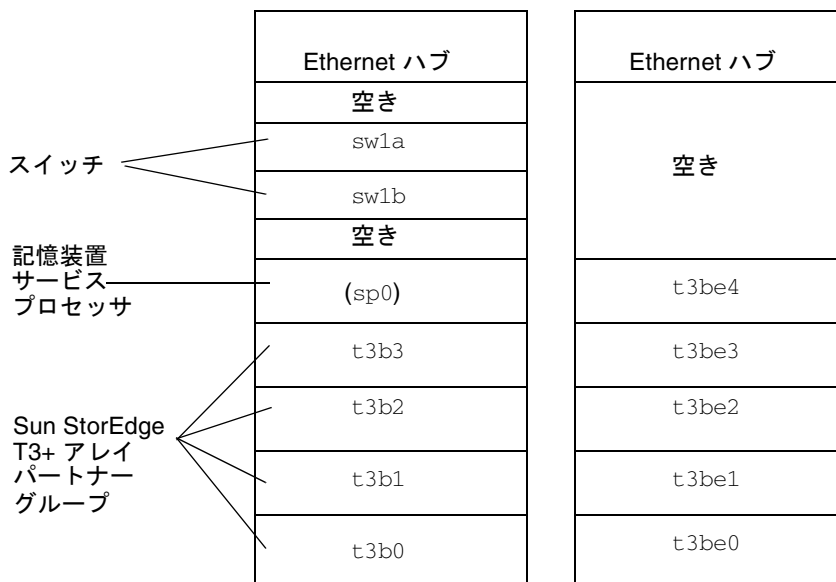 Ethernet ハブ
空き
sw1a
sw1b
空き
(sp0)
t3b3
t3b2
t3b1
t3b0
スイッチ
記憶装置
サービス
プロセッサ
Sun StorEdge
T3+ アレイ
パートナー
グループ
Ethernet ハブ
空き
t3be4
t3be3
t3be2
t3be1
t3be0